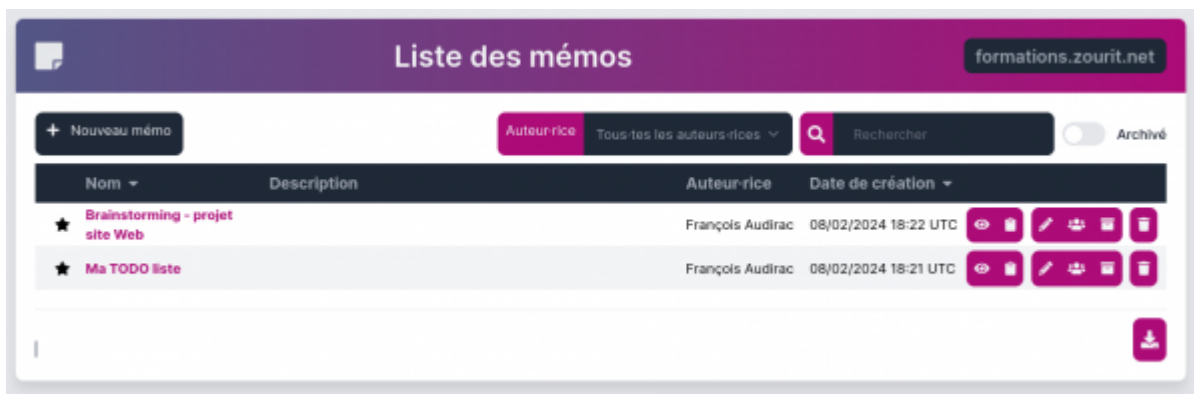 Liste des mémos
formations.zourit.net
+ Nouveau mémo
Auteur·rice
Tous·tes les auteurs·rices
Rechercher
Archivé
Nom
Description
Auteur·rice
Date de création
Brainstorming - projet
site Web
François Audirac
08/02/2024 18:22 UTC
Ma TODO liste
François Audirac
08/02/2024 18:21 UTC